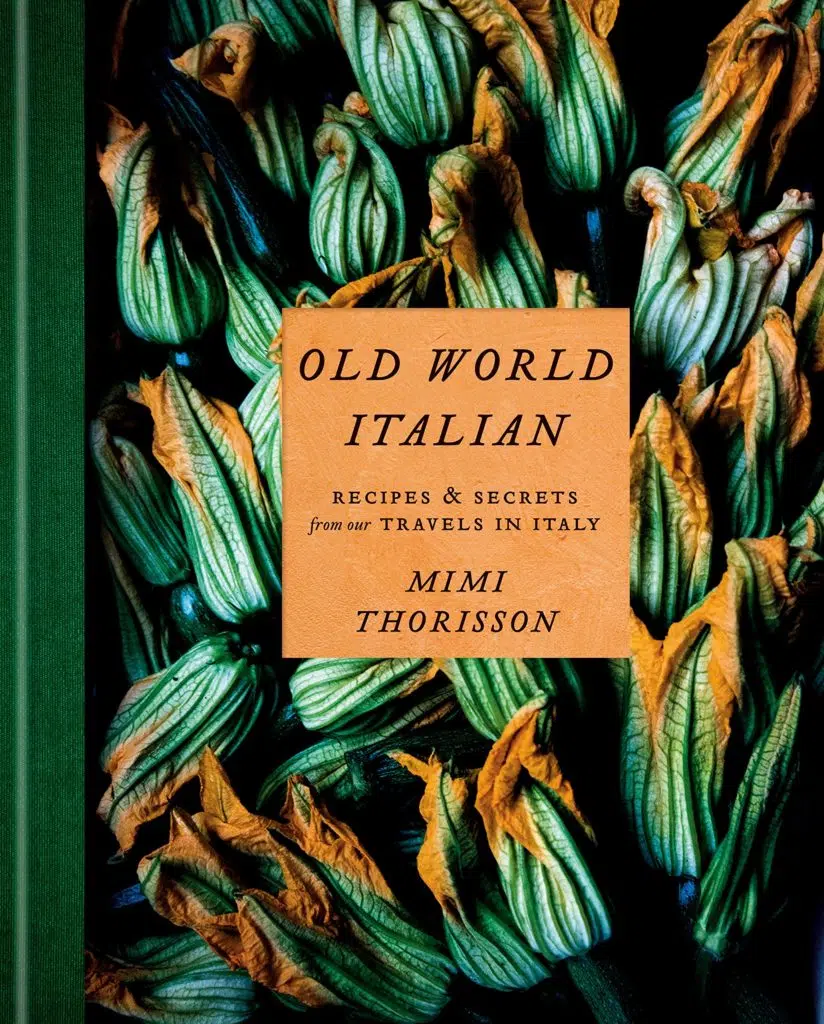 OLD WORLD
ITALIAN
RECIPES & SECRETS
from our TRAVELS IN ITALY
MIMI
THORISSON